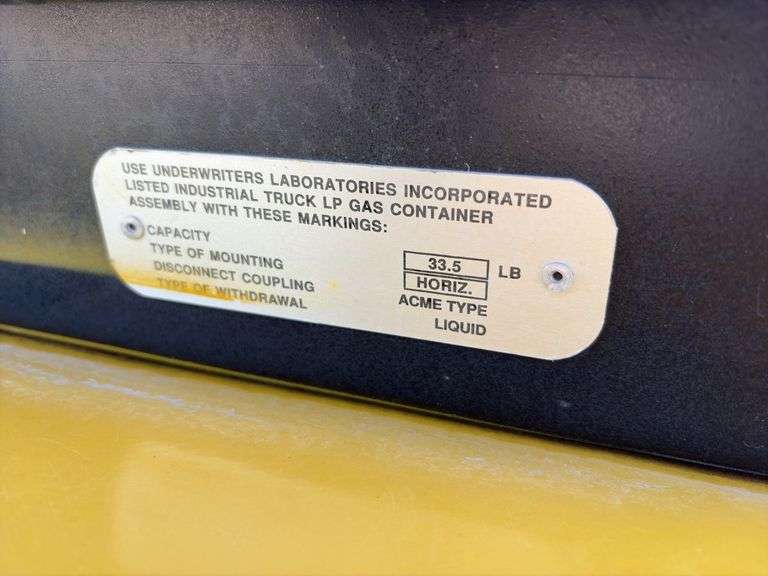 USE UNDERWRITERS LABORATORIES INCORPORATED
LISTED INDUSTRIAL TRUCK LP GAS CONTAINER
ASSEMBLY WITH THESE MARKINGS:
CAPACITY 33.5 LB
TYPE OF MOUNTING HORIZ.
DISCONNECT COUPLING ACME TYPE
TYPE OF WITHDRAWAL LIQUID